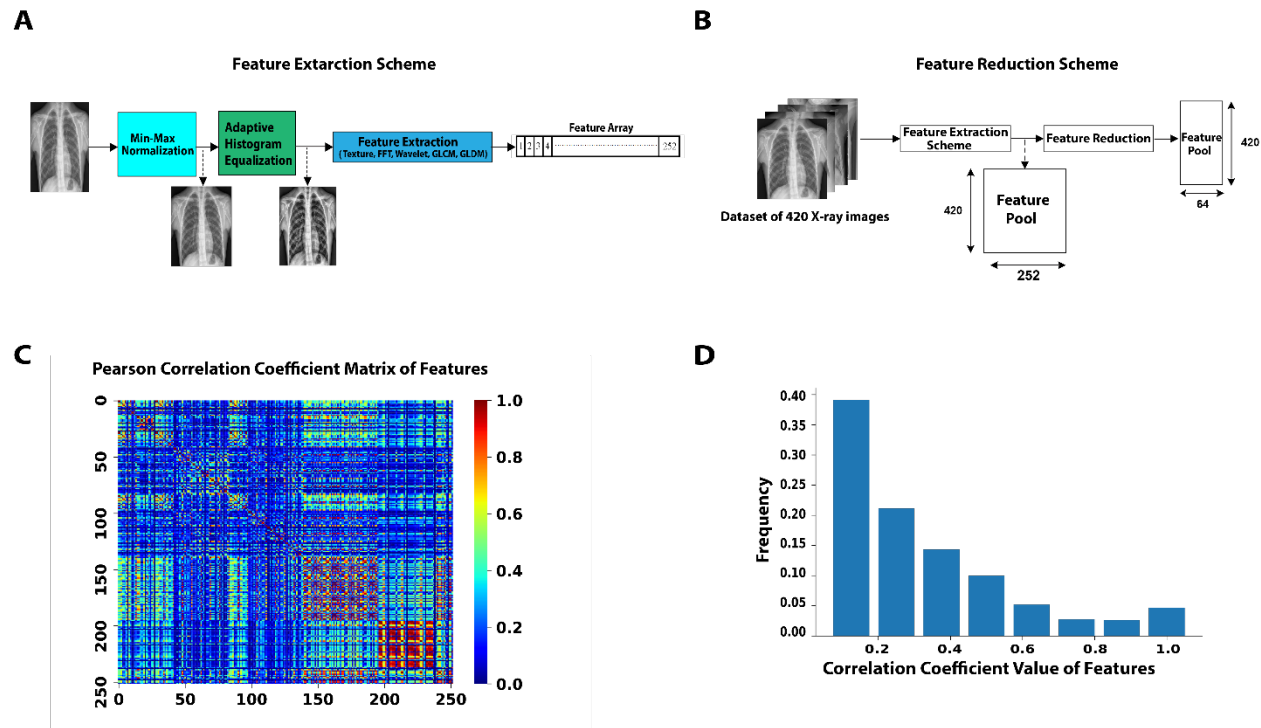 A
Feature Extarction Scheme
Min-Max
Normalization
Adaptive
Histogram
Equalization
Feature Extraction
( Texture, FFT, Wavelet, GLCM, GLDM)
Feature Array
1 2 3 4 252
B
Feature Reduction Scheme
Dataset of 420 X-ray images
Feature Extraction
Scheme
Feature Reduction
Feature
Pool
420
64
420
Feature
Pool
252
C
Pearson Correlation Coefficient Matrix of Features
0
50
100
150
200
250
0 50 100 150 200 250
1.0
0.8
0.6
0.4
0.2
0.0
D
Frequency
0.40
0.35
0.30
0.25
0.20
0.15
0.10
0.05
0.00
0.2 0.4 0.6 0.8 1.0
Correlation Coefficient Value of Features